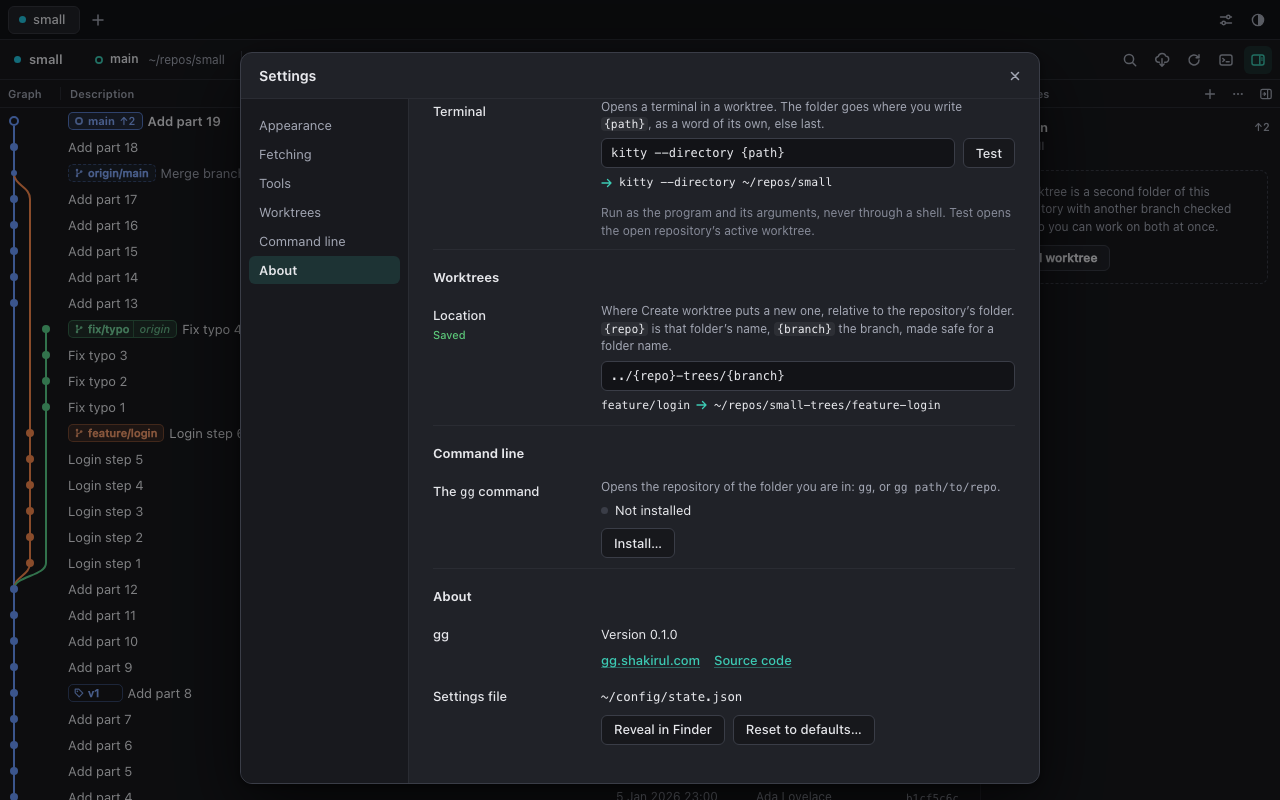 small
small
main ~/repos/small
Graph
Description
main ↑2 Add part 19
Add part 18
origin/main Merge branch
Add part 17
Add part 16
Add part 15
Add part 14
Add part 13
fix/typo origin Fix typo 4
Fix typo 3
Fix typo 2
Fix typo 1
feature/login Login step 6
Login step 5
Login step 4
Login step 3
Login step 2
Login step 1
Add part 12
Add part 11
Add part 10
Add part 9
v1 Add part 8
Add part 7
Add part 6
Add part 5
Add part 4
Settings
Appearance
Fetching
Tools
Worktrees
Command line
About
Terminal
Opens a terminal in a worktree. The folder goes where you write
{path}, as a word of its own, else last.
kitty --directory {path}
Test
→ kitty --directory ~/repos/small
Run as the program and its arguments, never through a shell. Test opens
the open repository's active worktree.
Worktrees
Location
Saved
Where Create worktree puts a new one, relative to the repository's folder.
{repo} is that folder's name, {branch} the branch, made safe for a
folder name.
../{repo}-trees/{branch}
feature/login → ~/repos/small-trees/feature-login
Command line
The gg command
Opens the repository of the folder you are in: gg, or gg path/to/repo.
Not installed
Install...
About
gg
Version 0.1.0
gg.shakirul.com Source code
Settings file
~/config/state.json
Reveal in Finder
Reset to defaults...
↑2
is a second folder of this
with another branch checked
you can work on both at once.
worktree
5 Jan 2026 23:00
Ada Lovelace